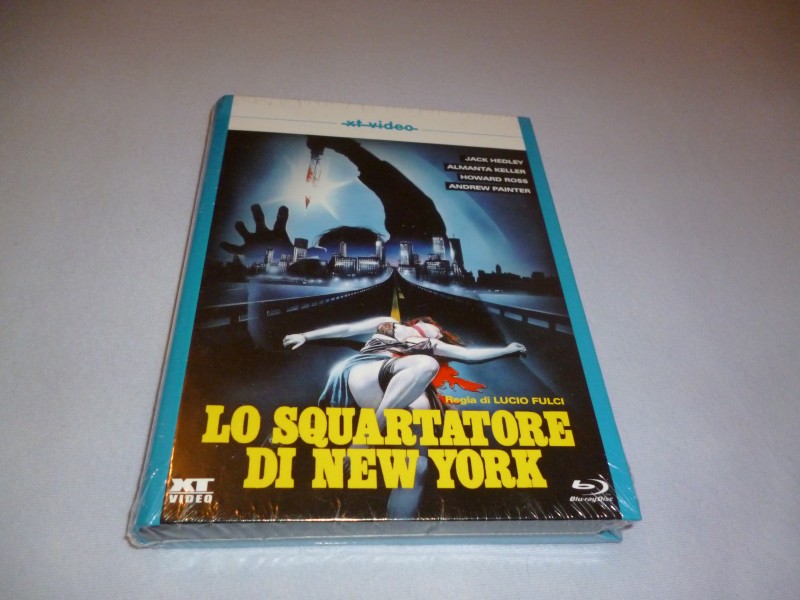 xt video
JACK HEDLEY
ALMANTA KELLER
HOWARD ROSS
ANDREW PAINTER
Regia di LUCIO FULCI
LO SQUARTATORE
DI NEW YORK
XT
VIDEO
Blu-ray Disc